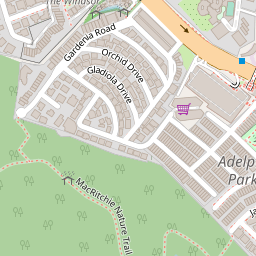 The Windsor
Gardenia Road
Orchid Drive
Gladiola Drive
Adelp
Park
MacRitchie Nature Trail